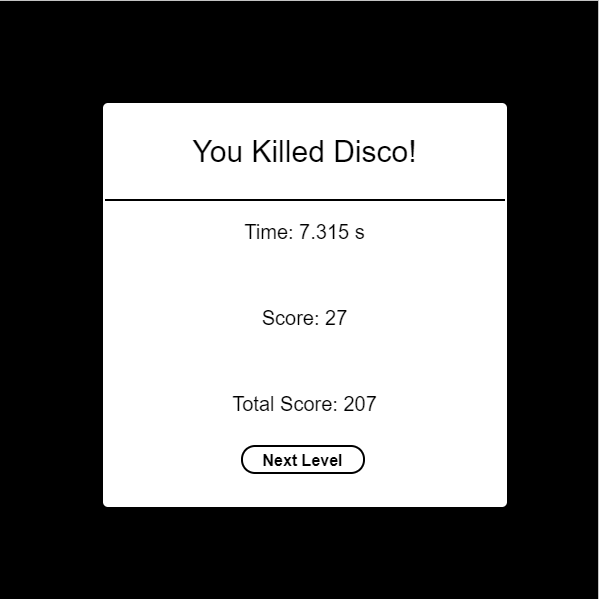 You Killed Disco!
Time: 7.315 s
Score: 27
Total Score: 207
Next Level